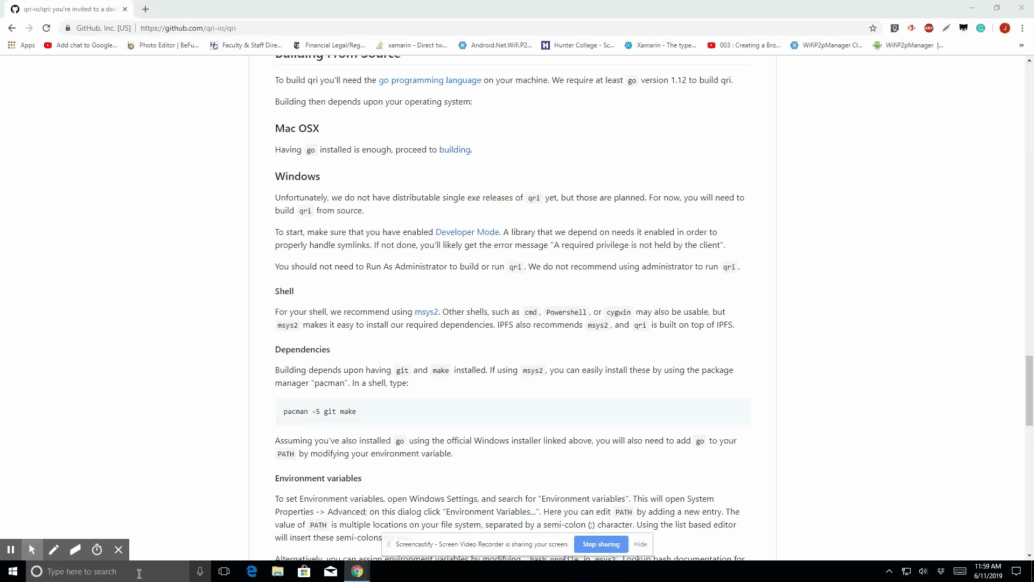 qri-io/qri: you're invited to a da
GitHub, Inc. [US] https://github.com/qri-io/qri
Apps Add chat to Google... Photo Editor | BeFu... Faculty & Staff Dire... Financial Legal/Reg... xamarin - Direct tw... Android.Net.Wifi.P2... Hunter College - Sc... Xamarin - The type... 003 : Creating a Bro... WifiP2pManager Cl... WifiP2pManager |...
Building From Source
To build qri you'll need the go programming language on your machine. We require at least go version 1.12 to build qri.
Building then depends upon your operating system:
Mac OSX
Having go installed is enough, proceed to building.
Windows
Unfortunately, we do not have distributable single exe releases of qri yet, but those are planned. For now, you will need to
build qri from source.
To start, make sure that you have enabled Developer Mode. A library that we depend on needs it enabled in order to
properly handle symlinks. If not done, you'll likely get the error message "A required privilege is not held by the client".
You should not need to Run As Administrator to build or run qri. We do not recommend using administrator to run qri.
Shell
For your shell, we recommend using msys2. Other shells, such as cmd, Powershell, or cygwin may also be usable, but
msys2 makes it easy to install our required dependencies. IPFS also recommends msys2, and qri is built on top of IPFS.
Dependencies
Building depends upon having git and make installed. If using msys2, you can easily install these by using the package
manager "pacman". In a shell, type:
pacman -S git make
Assuming you've also installed go using the official Windows installer linked above, you will also need to add go to your
PATH by modifying your environment variable.
Environment variables
To set Environment variables, open Windows Settings, and search for "Environment variables". This will open System
Properties -> Advanced; on this dialog click "Environment Variables...". Here you can edit PATH by adding a new entry. The
value of PATH is multiple locations on your file system, separated by a semi-colon (;) character. Using the list based editor
will insert these semi-colons
Screencastify - Screen Video Recorder is sharing your screen. Stop sharing Hide
Alternatively, you can assign environment variables by modifying .bash_profile in msys2. Lookup bash documentation for
Type here to search
11:59 AM
6/11/2019